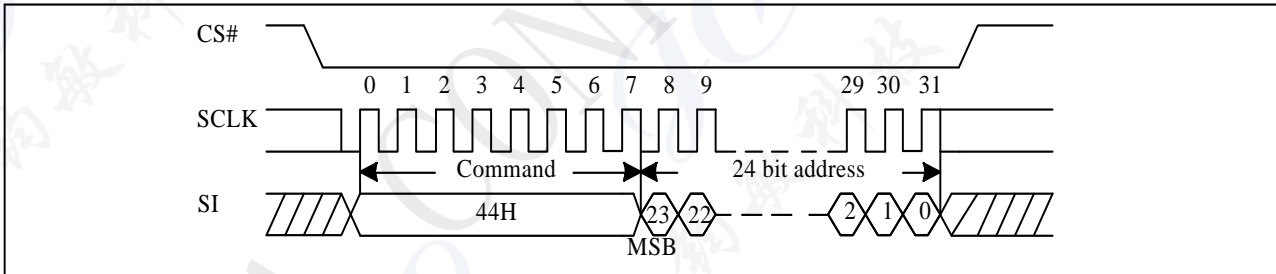 CS#
0 1 2 3 4 5 6 7 8 9 29 30 31
SCLK
Command 24 bit address
SI 44H 23 22 2 1 0
MSB